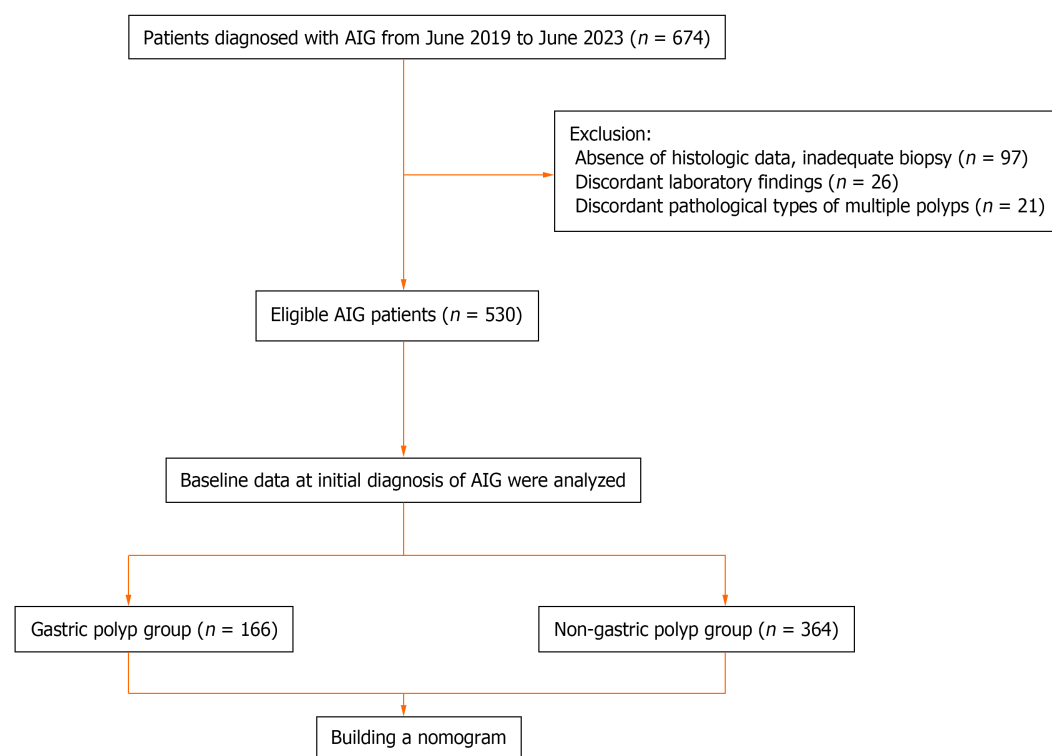 Patients diagnosed with AIG from June 2019 to June 2023 (n = 674)
Exclusion:
Absence of histologic data, inadequate biopsy (n = 97)
Discordant laboratory findings (n = 26)
Discordant pathological types of multiple polyps (n = 21)
Eligible AIG patients (n = 530)
Baseline data at initial diagnosis of AIG were analyzed
Gastric polyp group (n = 166)
Non-gastric polyp group (n = 364)
Building a nomogram